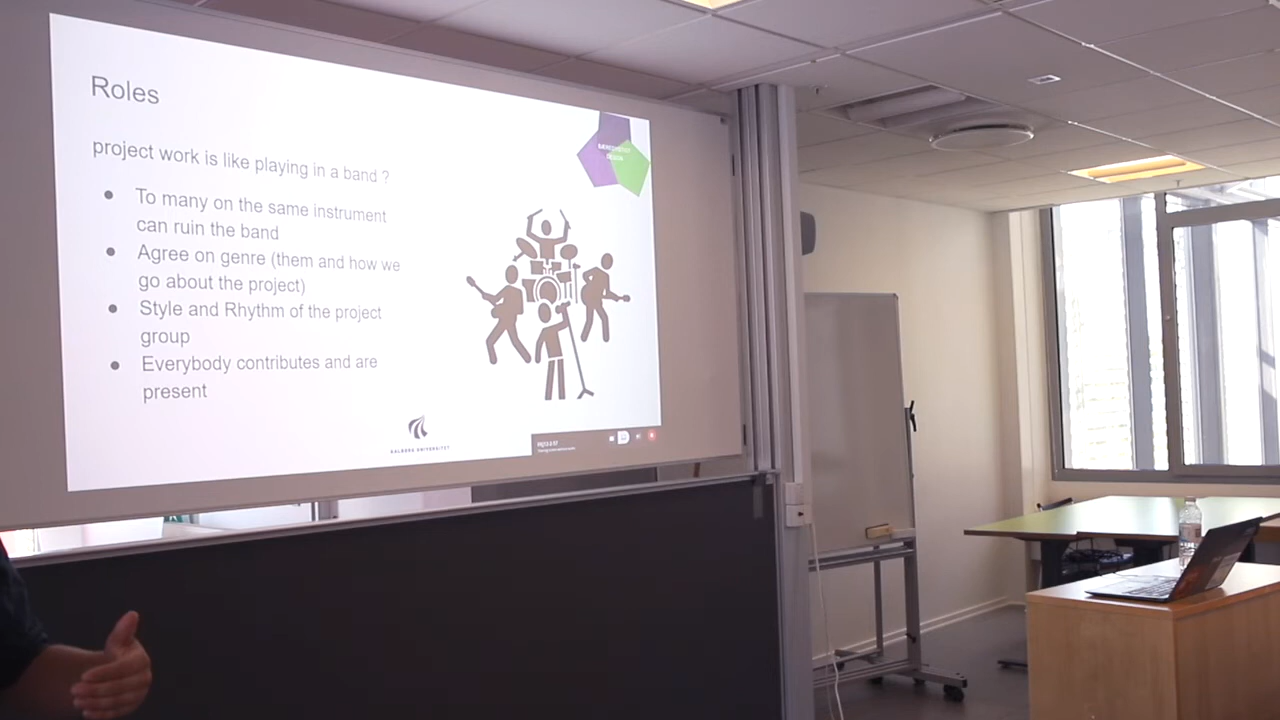 Roles
project work is like playing in a band ?
● To many on the same instrument
can ruin the band
● Agree on genre (them and how we
go about the project)
● Style and Rhythm of the project
group
● Everybody contributes and are
present
AALBORG UNIVERSITET